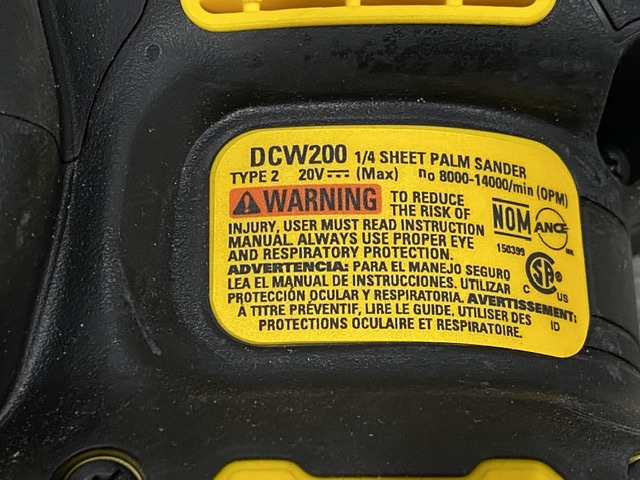 DCW200 1/4 SHEET PALM SANDER
TYPE 2 20V⎓ (Max) no 8000-14000/min (OPM)
WARNING TO REDUCE
THE RISK OF
INJURY, USER MUST READ INSTRUCTION
MANUAL. ALWAYS USE PROPER EYE
AND RESPIRATORY PROTECTION.
ADVERTENCIA: PARA EL MANEJO SEGURO
LEA EL MANUAL DE INSTRUCCIONES. UTILIZAR
PROTECCIÓN OCULAR Y RESPIRATORIA. AVERTISSEMENT:
À TITRE PRÉVENTIF, LIRE LE GUIDE. UTILISER DES
PROTECTIONS OCULAIRE ET RESPIRATOIRE.
NOM ANCE
150399
C SA ® US
ID